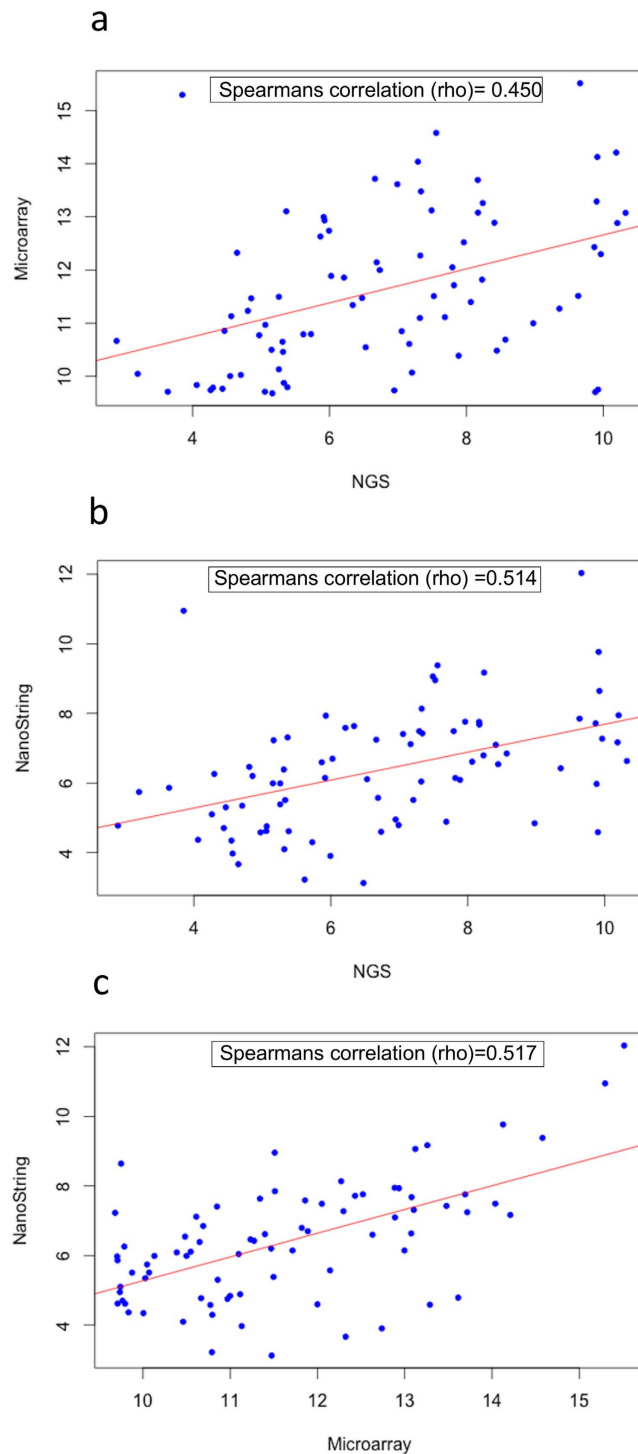 a
Spearmans correlation (rho)= 0.450
Microarray
15
14
13
12
11
10
4 6 8 10
NGS
b
Spearmans correlation (rho) =0.514
NanoString
12
10
8
6
4
4 6 8 10
NGS
c
Spearmans correlation (rho)=0.517
NanoString
12
10
8
6
4
10 11 12 13 14 15
Microarray